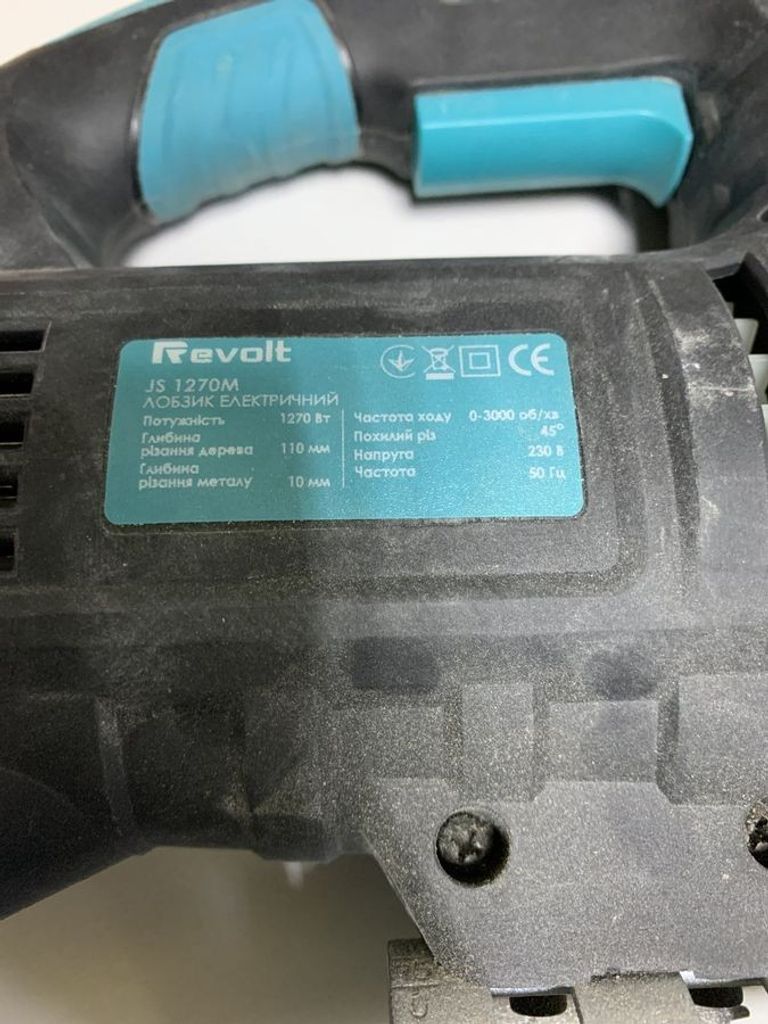 Revolt
CE
JS 1270M
ЛОБЗИК ЕЛЕКТРИЧНИЙ
Потужність 1270 Вт
Глибина
різання дерева 110 мм
Глибина
різання металу 10 мм
Частота ходу 0-3000 об/хв
Похилий різ 45°
Напруга 230 В
Частота 50 Гц